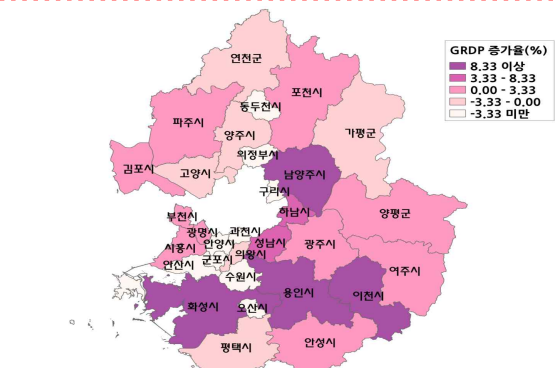 GRDP 증가율(%)
8.33 이상
3.33 - 8.33
0.00 - 3.33
-3.33 - 0.00
-3.33 미만
연천군
포천시
동두천시
파주시
양주시
가평군
의정부시
김포시
고양시
남양주시
구리시
하남시
양평군
부천시
광명시
과천시
시흥시
안양시
성남시
광주시
의왕시
군포시
안산시
여주시
수원시
용인시
이천시
화성시
오산시
평택시
안성시